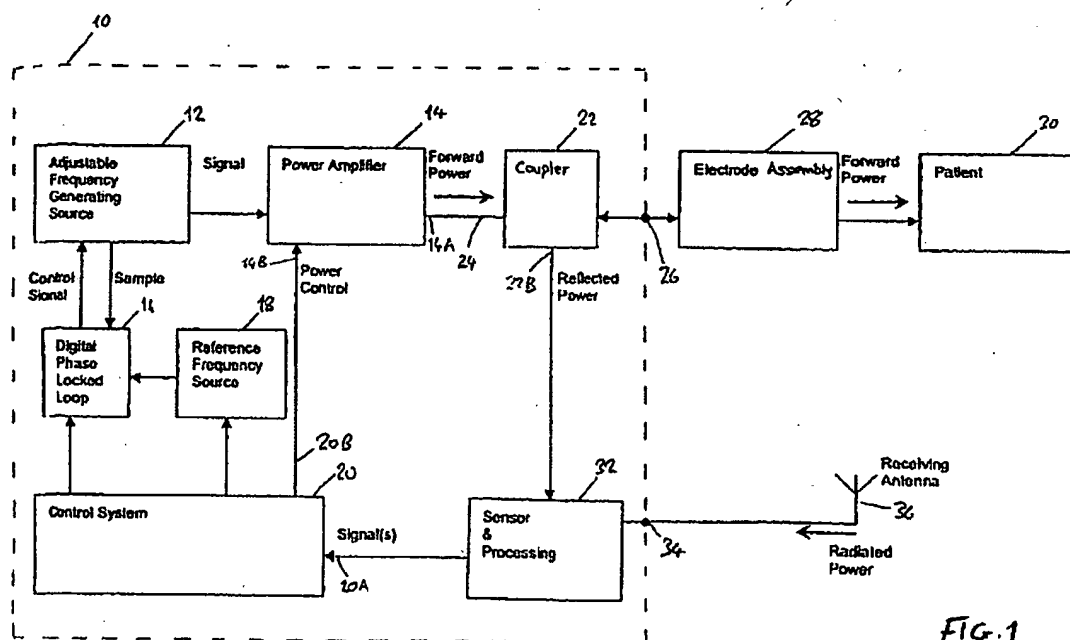 10
12
Adjustable
Frequency
Generating
Source
Signal
14
Power Amplifier
Forward
Power
14A
24
22
Coupler
28
Electrode Assembly
Forward
Power
30
Patient
26
Control
Signal
Sample
14B
Power
Control
22B
Reflected
Power
16
Digital
Phase
Locked
Loop
18
Reference
Frequency
Source
20B
20
Control System
Signal(s)
20A
32
Sensor
&
Processing
34
Receiving
Antenna
36
Radiated
Power
FIG.1